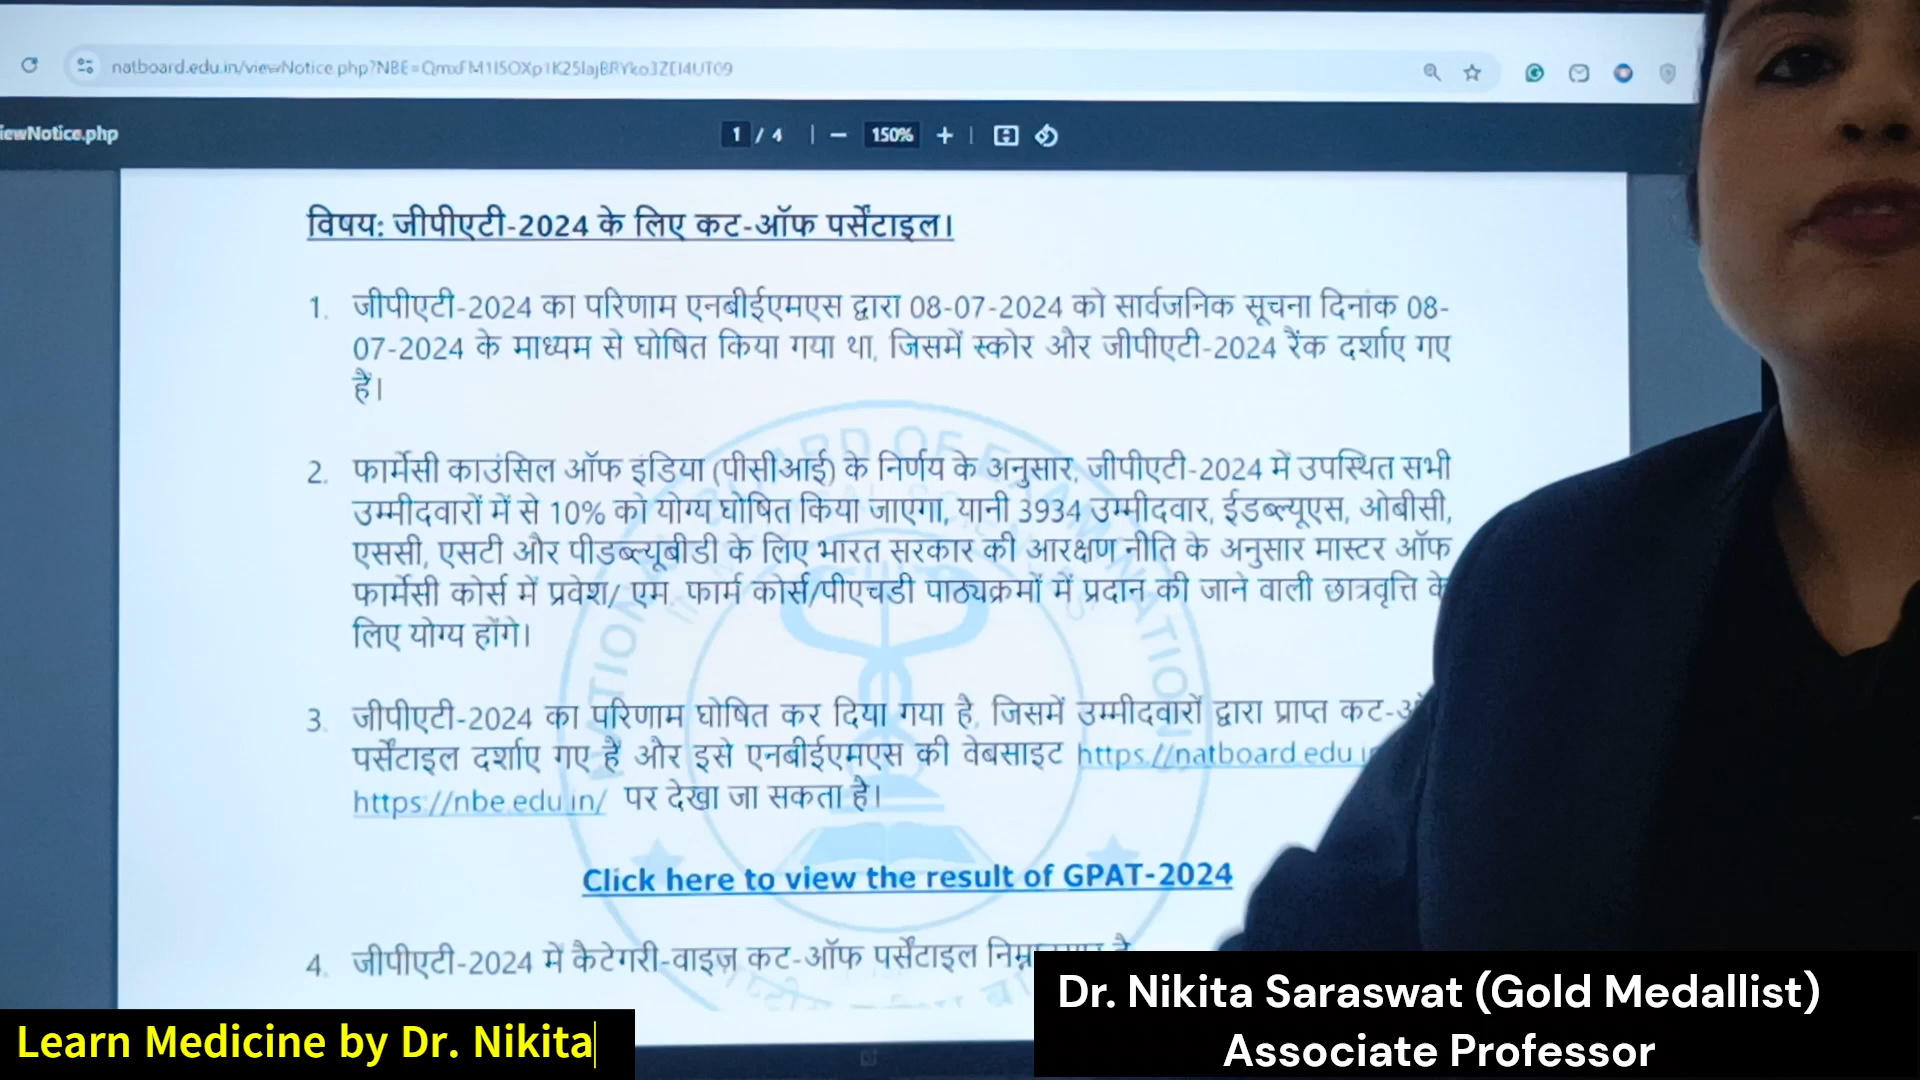 natboard.edu.in/viewNotice.php?NBE=
iewNotice.php
1 / 4 | — 150% + |
विषय: जीपीएटी-2024 के लिए कट-ऑफ पर्सेंटाइल।
1. जीपीएटी-2024 का परिणाम एनबीईएमएस द्वारा 08-07-2024 को सार्वजनिक सूचना दिनांक 08-
07-2024 के माध्यम से घोषित किया गया था, जिसमें स्कोर और जीपीएटी-2024 रैंक दर्शाए गए
हैं।
2. फार्मेसी काउंसिल ऑफ इंडिया (पीसीआई) के निर्णय के अनुसार, जीपीएटी-2024 में उपस्थित सभी
उम्मीदवारों में से 10% को योग्य घोषित किया जाएगा, यानी 3934 उम्मीदवार, ईडब्ल्यूएस, ओबीसी,
एससी, एसटी और पीडब्ल्यूबीडी के लिए भारत सरकार की आरक्षण नीति के अनुसार मास्टर ऑफ
फार्मेसी कोर्स में प्रवेश/ एम. फार्म कोर्स/पीएचडी पाठ्यक्रमों में प्रदान की जाने वाली छात्रवृत्ति के
लिए योग्य होंगे।
3. जीपीएटी-2024 का परिणाम घोषित कर दिया गया है, जिसमें उम्मीदवारों द्वारा प्राप्त कट-
पर्सेंटाइल दर्शाए गए हैं और इसे एनबीईएमएस की वेबसाइट https://natboard.edu.i
https://nbe.edu.in/ पर देखा जा सकता है।
Click here to view the result of GPAT-2024
4. जीपीएटी-2024 में कैटेगरी-वाइज़ कट-ऑफ पर्सेंटाइल
NATIONAL BOARD OF EXAMINATION
Learn Medicine by Dr. Nikita
Dr. Nikita Saraswat (Gold Medallist)
Associate Professor